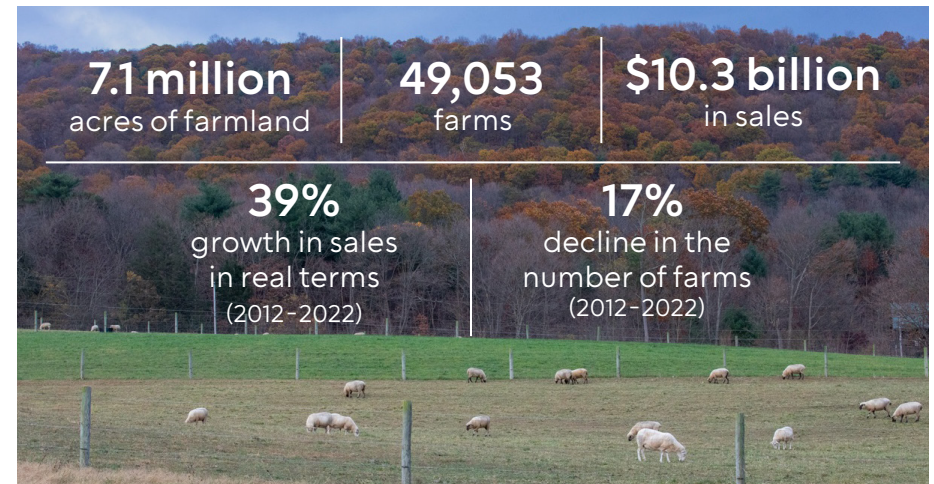 7.1 million
acres of farmland
49,053
farms
$10.3 billion
in sales
39%
growth in sales
in real terms
(2012-2022)
17%
decline in the
number of farms
(2012-2022)